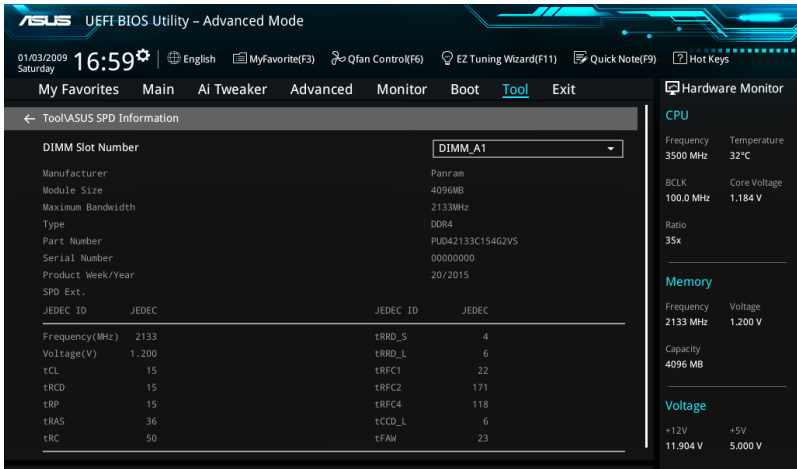 ASUS UEFI BIOS Utility – Advanced Mode
01/03/2009
Saturday
16:59
English MyFavorite(F3) Qfan Control(F6) EZ Tuning Wizard(F11) Quick Note(F9) ? Hot Keys
My Favorites Main Ai Tweaker Advanced Monitor Boot Tool Exit
← Tool\ASUS SPD Information
DIMM Slot Number DIMM_A1
Manufacturer Panram
Module Size 4096MB
Maximum Bandwidth 2133MHz
Type DDR4
Part Number PUD42133C154G2VS
Serial Number 00000000
Product Week/Year 20/2015
SPD Ext.
JEDEC ID JEDEC JEDEC ID JEDEC
Frequency(MHz) 2133 tRRD_S 4
Voltage(V) 1.200 tRRD_L 6
tCL 15 tRFC1 22
tRCD 15 tRFC2 171
tRP 15 tRFC4 118
tRAS 36 tCCD_L 6
tRC 50 tFAW 23
Hardware Monitor
CPU
Frequency Temperature
3500 MHz 32°C
BCLK Core Voltage
100.0 MHz 1.184 V
Ratio
35x
Memory
Frequency Voltage
2133 MHz 1.200 V
Capacity
4096 MB
Voltage
+12V +5V
11.904 V 5.000 V